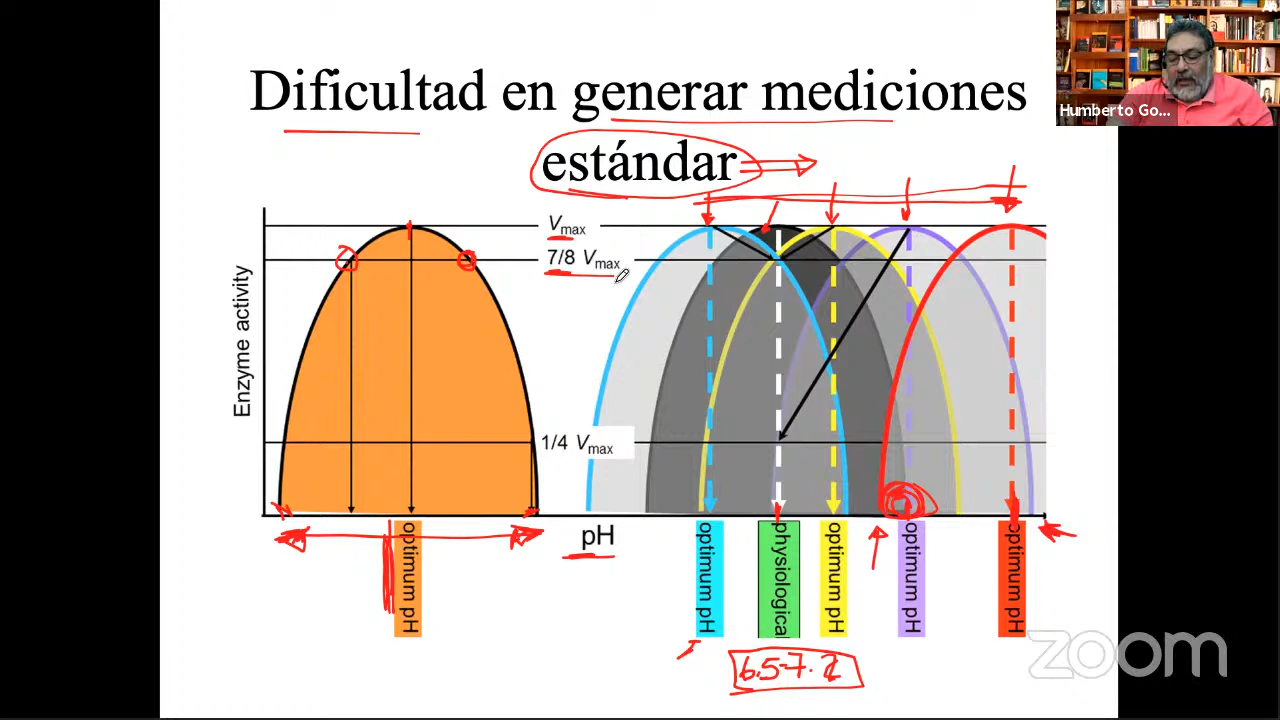 Dificultad en generar mediciones
estándar
Humberto Go...
Vmax
7/8 Vmax
1/4 Vmax
Enzyme activity
pH
optimum pH
optimum pH
physiological
optimum pH
optimum pH
optimum pH
6.5-7.2
zoom